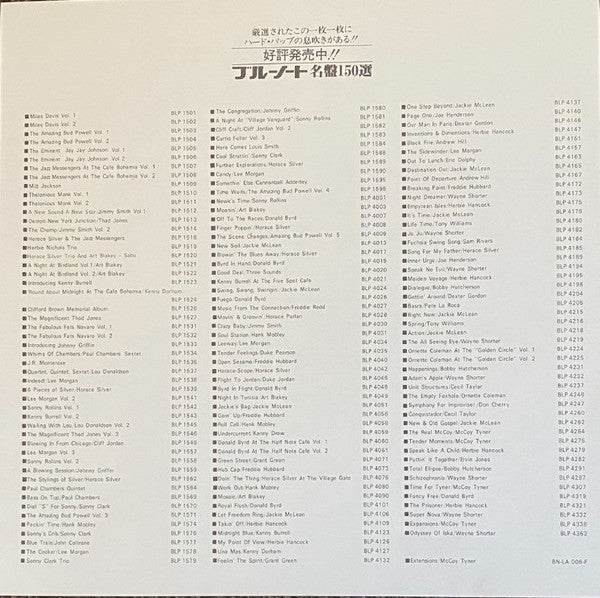 厳選されたこの一枚一枚に
ハード・バップの息吹きがある!!
好評発売中!!
ブルーノート名盤150選
■Miles Davis Vol. 1 BLP 1501
■Miles Davis Vol. 2 BLP 1502
■The Amazing Bud Powell Vol. 1 BLP 1503
■The Amazing Bud Powell Vol. 2 BLP 1504
■The Eminent Jay Jay Johnson Vol. 1 BLP 1505
■The Eminent Jay Jay Johnson Vol. 2 BLP 1506
■The Jazz Messengers At The Cafe Bohemia Vol. 1 BLP 1507
■The Jazz Messengers At The Cafe Bohemia Vol. 2 BLP 1508
■Milt Jackson BLP 1509
■Thelonious Monk Vol. 1 BLP 1510
■Thelonious Monk Vol. 2 BLP 1511
■A New Sound-A New Star:Jimmy Smith Vol.1 BLP 1512
■Detroit-New York Junction/Thad Jones BLP 1513
■The Champ/Jimmy Smith Vol. 2 BLP 1514
■Horace Silver & The Jazz Messengers BLP 1518
■Herbie Nichols Trio BLP 1519
■Horace Silver Trio And Art Blakey - Sabu BLP 1520
■A Night At Birdland Vol. 1/Art Blakey BLP 1521
■A Night At Birdland Vol. 2/Art Blakey BLP 1522
■Introducing Kenny Burrell BLP 1523
■'Round About Midnight At The Cafe Bohemia/Kenny Dorham BLP 1524
■Clifford Brown Memorial Album BLP 1526
■The Magnificent Thad Jones BLP 1527
■The Fabulous Fats Navaro Vol. 1 BLP 1531
■The Fabulous Fats Navaro Vol. 2 BLP 1532
■Introducing Johnny Griffin BLP 1533
■Whims Of Chambers/Paul Chambers Sextet BLP 1534
■J.R. Monterose BLP 1536
■Quartet, Quintet, Sextet/Lou Donaldson BLP 1537
■Indeed!/Lee Morgan BLP 1538
■6 Pieces of Silver/Horace Silver BLP 1539
■Lee Morgan Vol. 2 BLP 1541
■Sonny Rollins Vol. 1 BLP 1542
■Kenny Burrell Vol. 2 BLP 1543
■Wailing With Lou/Lou Donaldson Vol. 2 BLP 1545
■The Magnificent Thad Jones Vol. 3 BLP 1546
■Blowing In From Chicago/Cliff Jordan BLP 1549
■Lee Morgan Vol. 3 BLP 1557
■Sonny Rollins Vol. 2 BLP 1558
■A Blowing Session/Johnny Griffin BLP 1559
■The Stylings of Silver/Horace Silver BLP 1562
■Paul Chambers Quintet BLP 1564
■Bass On Top/Paul Chambers BLP 1569
■Dial "S" For Sonny/Sonny Clark BLP 1570
■The Amazing Bud Powell Vol. 3 BLP 1571
■Peckin' Time/Hank Mobley BLP 1574
■Sonny's Crib/Sonny Clark BLP 1576
■Blue Train/John Coltrane BLP 1577
■The Cooker/Lee Morgan BLP 1578
■Sonny Clark Trio BLP 1579
■The Congregation/Johnny Griffin BLP 1580
■A Night At "Village Vanguard"/Sonny Rollins BLP 1581
■Cliff Craft/Cliff Jordan Vol. 2 BLP 1582
■Curtis Fuller Vol. 3 BLP 1583
■Here Comes Louis Smith BLP 1584
■Cool Struttin'/Sonny Clark BLP 1588
■Further Explorations/Horace Silver BLP 1589
■Candy/Lee Morgan BLP 1590
■Somethin Else/Cannonball Adderley BLP 1595
■Time Waits/The Amazing Bud Powell Vol. 4 BLP 1598
■Newk's Time/Sonny Rollins BLP 4001
■Moanin'/Art Blakey BLP 4003
■Off To The Races/Donald Byrd BLP 4007
■Finger Poppin'/Horace Silver BLP 4008
■The Scene Changes/Amazing Bud Powell Vol. 5 BLP 4009
■New Soil/Jackie McLean BLP 4013
■Blowin' The Blues Away/Horace Silver BLP 4017
■Byrd In Hand/Donald Byrd BLP 4019
■Good Deal/Three Sounds BLP 4020
■Kenny Burrell At The Five Spot Cafe BLP 4021
■Swing, Swang, Swingin'/Jackie McLean BLP 4024
■Fuego/Donald Byrd BLP 4026
■Music From The Connection/Freddie Redd BLP 4027
■Movin' & Groovin'/Horace Parlan BLP 4028
■Crazy Baby/Jimmy Smith BLP 4030
■Soul Station/Hank Mobley BLP 4031
■Leeway/Lee Morgan BLP 4034
■Tender Feelings/Duke Pearson BLP 4035
■Open Sesame/Freddie Hubbard BLP 4040
■Horace-Scope/Horace Silver BLP 4042
■Flight To Jordan/Duke Jordan BLP 4046
■Byrd In Flight/Donald Byrd BLP 4048
■Night In Tunisia/Art Blakey BLP 4049
■Jackie's Bag/Jackie McLean BLP 4051
■Goin' Up/Freddie Hubbard BLP 4056
■Roll Call/Hank Mobley BLP 4058
■Undercurrent/Kenny Drew BLP 4059
■Donald Byrd At The Half Note Café Vol. 1 BLP 4060
■Donald Byrd At The Half Note Café Vol. 2 BLP 4061
■Green Street/Grant Green BLP 4071
■Hub Cap/Freddie Hubbard BLP 4073
■Doin' The Thing/Horace Silver At The Village Gate BLP 4076
■Work Out/Hank Mobley BLP 4080
■Mosaic/Art Blakey BLP 4090
■Royal Flush/Donald Byrd BLP 4101
■Let Freedom Ring/Jackie McLean BLP 4106
■Takin' Off/Herbie Hancock BLP 4109
■Midnight Blue/Kenny Burrell BLP 4123
■My Point Of View/Herbie Hancock BLP 4126
■Una Mas/Kenny Dorham BLP 4127
■Feelin' The Spirit/Grant Green BLP 4132
■One Step Beyond/Jackie McLean BLP 4137
■Page One/Joe Henderson BLP 4140
■Our Man In Paris/Dexter Gordon BLP 4146
■Inventions & Dimensions/Herbie Hancock BLP 4147
■Black Fire/Andrew Hill BLP 4151
■The Sidewinder/Lee Morgan BLP 4157
■Out To Lunch/Eric Dolphy BLP 4163
■Destination Out/Jackie McLean BLP 4165
■Point Of Departure/Andrew Hill BLP 4167
■Breaking Point/Freddie Hubbard BLP 4172
■Night Dreamer/Wayne Shorter BLP 4173
■Empyrean Isles/Herbie Hancock BLP 4175
■It's Time/Jackie McLean BLP 4179
■Life Time/Tony Williams BLP 4180
■Ju Ju/Wayne Shorter BLP 4182
■Fuchsia Swing Song/Sam Rivers BLP 4184
■Song For My Father/Horace Silver BLP 4185
■Inner Urge/Joe Henderson BLP 4189
■Speak No Evil/Wayne Shorter BLP 4194
■Maiden Voyage/Herbie Hancock BLP 4195
■Dialogue/Bobby Hutcherson BLP 4198
■Gettin' Around/Dexter Gordon BLP 4204
■Basra/Pete La Roca BLP 4205
■Right Now/Jackie McLean BLP 4215
■Spring/Tony Williams BLP 4216
■Action/Jackie McLean BLP 4218
■The All Seeing Eye/Wayne Shorter BLP 4219
■Ornette Coleman At The "Golden Circle" Vol. 1 BLP 4224
■Ornette Coleman At The "Golden Circle" Vol. 2 BLP 4225
■Happenings/Bobby Hutcherson BLP 4231
■Adam's Apple/Wayne Shorter BLP 4232
■Unit Structures/Cecil Taylor BLP 4237
■The Empty Foxhole/Ornette Coleman BLP 4246
■Symphony For Improviser/Don Cherry BLP 4247
■Conquistador/Cecil Taylor BLP 4260
■New & Old Gospel/Jackie McLean BLP 4262
■The Real McCoy/McCoy Tyner BLP 4264
■Tender Moments/McCoy Tyner BLP 4275
■Speak Like A Child/Herbie Hancock BLP 4279
■Puttin' It Together/Elvin Jones BLP 4282
■Total Eclipse/Bobby Hutcherson BLP 4291
■Schizophrenia/Wayne Shorter BLP 4297
■Time For Tyner/McCoy Tyner BLP 4307
■Fancy Free/Donald Byrd BLP 4319
■The Prisoner/Herbie Hancock BLP 4321
■Super Nova/Wayne Shorter BLP 4332
■Expansions/McCoy Tyner BLP 4338
■Odyssey Of Iska/Wayne Shorter BLP 4363
■Extensions/McCoy Tyner BN-LA 006-F